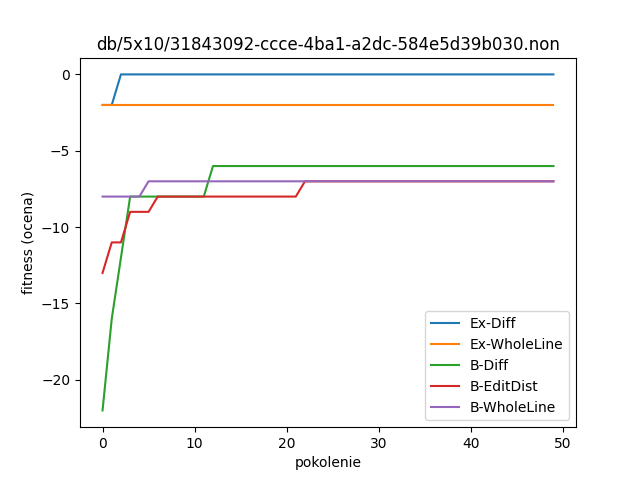 db/5x10/31843092-ccce-4ba1-a2dc-584e5d39b030.non
fitness (ocena)
0
−5
−10
−15
−20
Ex-Diff
Ex-WholeLine
B-Diff
B-EditDist
B-WholeLine
0 10 20 30 40 50
pokolenie